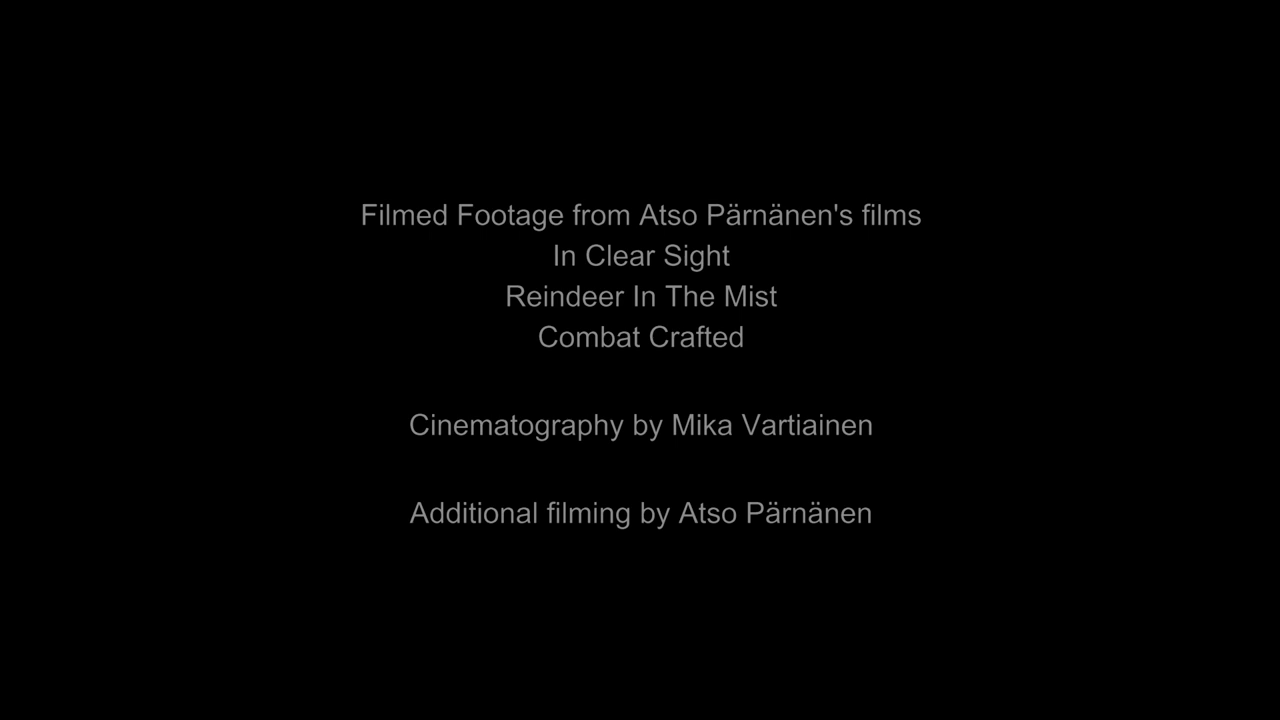 Filmed Footage from Atso Pärnänen's films
In Clear Sight
Reindeer In The Mist
Combat Crafted
Cinematography by Mika Vartiainen
Additional filming by Atso Pärnänen